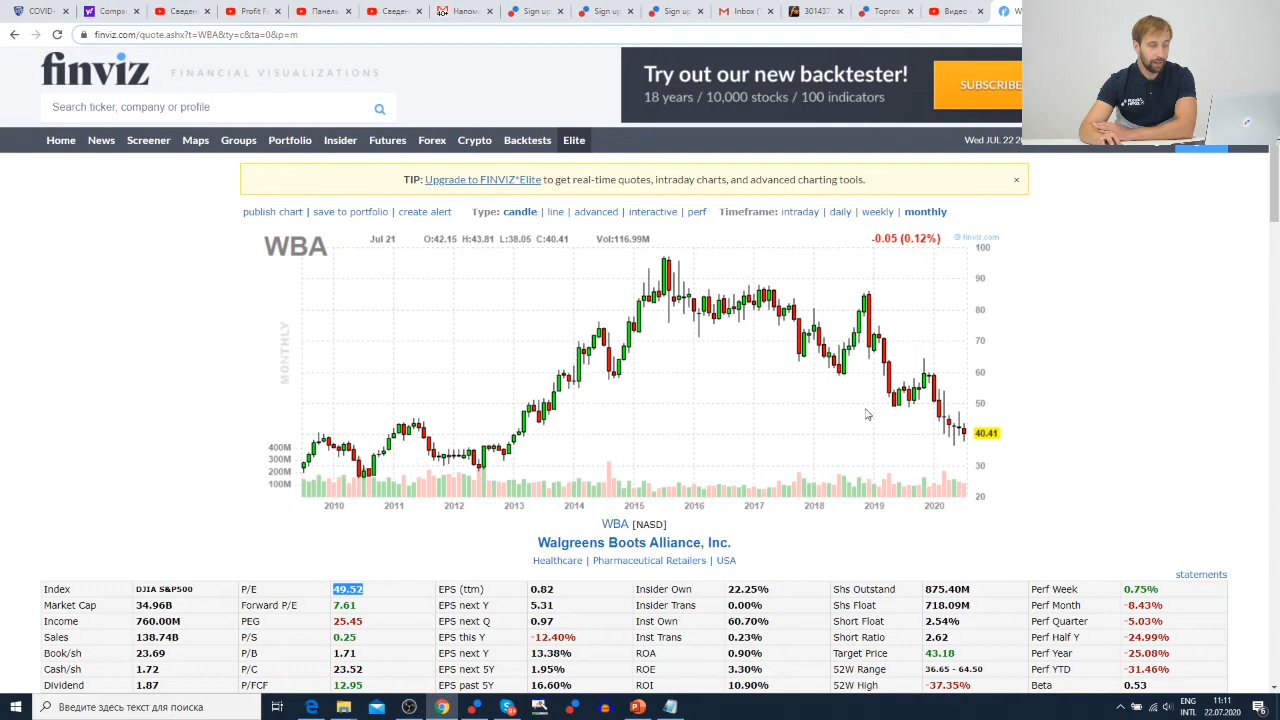 COVID-
Compa
Test
Profit F
Переда
Test
Hanow
Видео
Test
Видео
Gmail
30143?
Торго
Видео
W
finviz.com/quote.ashx?t=WBA&ty=c&ta=0&p=m
finviz FINANCIAL VISUALIZATIONS
Try out our new backtester!
18 years / 10,000 stocks / 100 indicators
SUBSCRIBE
Search ticker, company or profile
Home News Screener Maps Groups Portfolio Insider Futures Forex Crypto Backtests Elite Wed JUL 22 2
TIP: Upgrade to FINVIZ*Elite to get real-time quotes, intraday charts, and advanced charting tools. ×
publish chart | save to portfolio | create alert Type: candle | line | advanced | interactive | perf Timeframe: intraday | daily | weekly | monthly
WBA Jul 21 O:42.15 H:43.81 L:38.05 C:40.41 Vol:116.99M -0.05 (0.12%) © finviz.com
MONTHLY
100
90
80
70
60
50
40.41
30
20
400M
300M
200M
100M
2010 2011 2012 2013 2014 2015 2016 2017 2018 2019 2020
WBA [NASD]
Walgreens Boots Alliance, Inc.
Healthcare | Pharmaceutical Retailers | USA
statements
Index DJIA S&P500 P/E 49.52 EPS (ttm) 0.82 Insider Own 22.25% Shs Outstand 875.40M Perf Week 0.75%
Market Cap 34.96B Forward P/E 7.61 EPS next Y 5.31 Insider Trans 0.00% Shs Float 718.09M Perf Month -8.43%
Income 760.00M PEG 25.45 EPS next Q 0.97 Inst Own 60.70% Short Float 2.54% Perf Quarter -5.03%
Sales 138.74B P/S 0.25 EPS this Y -12.40% Inst Trans 0.23% Short Ratio 2.62 Perf Half Y -24.99%
Book/sh 23.69 P/B 1.71 EPS next Y 13.38% ROA 0.90% Target Price 43.18 Perf Year -25.08%
Cash/sh 1.72 P/C 23.52 EPS next 5Y 1.95% ROE 3.30% 52W Range 36.65 - 64.50 Perf YTD -31.46%
Dividend 1.87 P/FCF 12.95 EPS past 5Y 16.60% ROI 10.90% 52W High -37.35% Beta 0.53
Введите здесь текст для поиска
ENG 11:11
INTL 22.07.2020